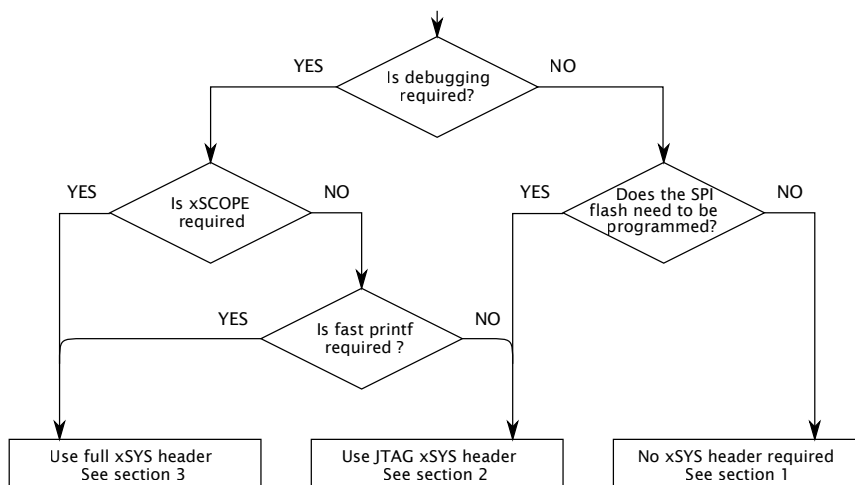 YES
NO
Is debugging
required?
YES
NO
YES
NO
Is xSCOPE
required
Does the SPI
flash need to be
programmed?
YES
NO
Is fast printf
required ?
Use full xSYS header
See section 3
Use JTAG xSYS header
See section 2
No xSYS header required
See section 1